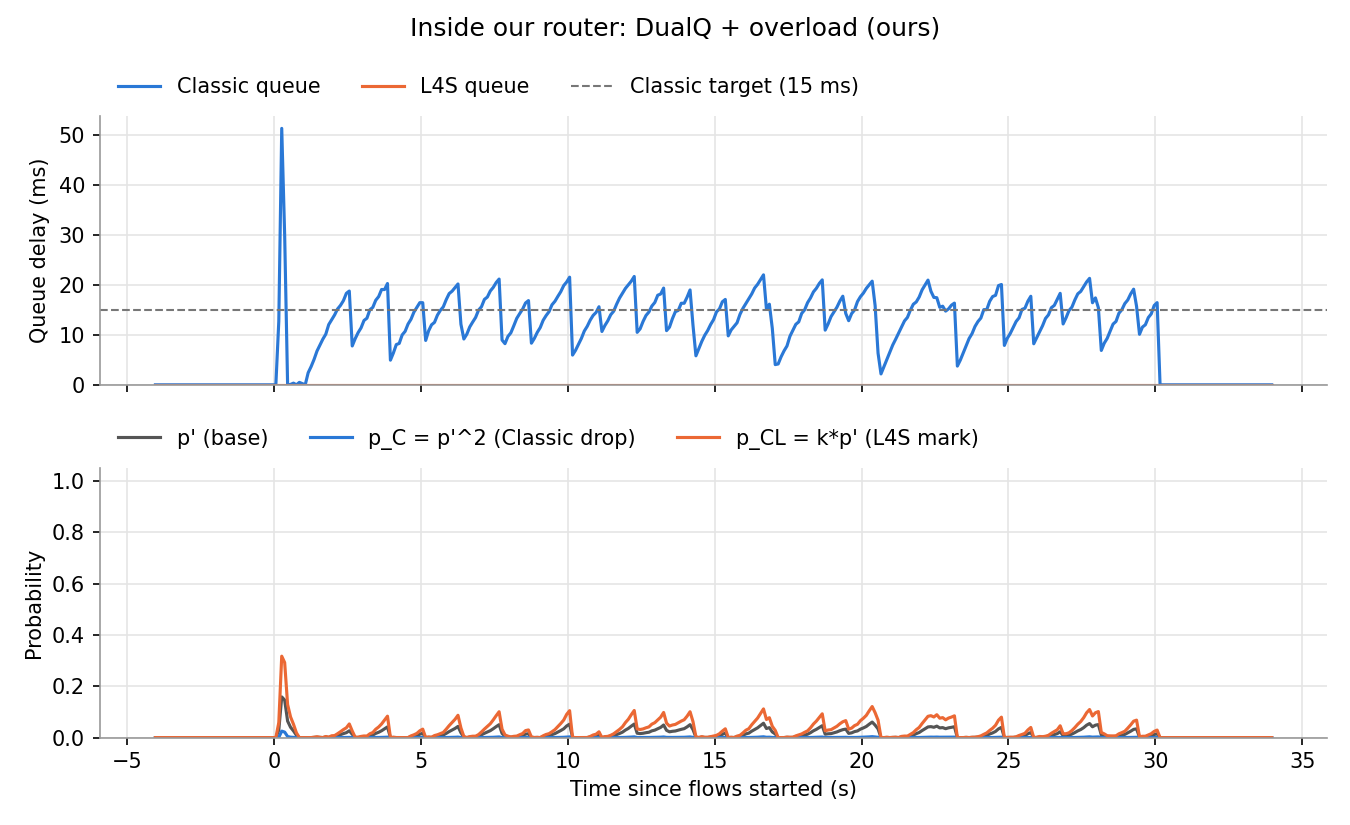 Inside our router: DualQ + overload (ours)
Classic queue
L4S queue
Classic target (15 ms)
Queue delay (ms)
50
40
30
20
10
0
p' (base)
p_C = p'^2 (Classic drop)
p_CL = k*p' (L4S mark)
Probability
1.0
0.8
0.6
0.4
0.2
0.0
−5
0
5
10
15
20
25
30
35
Time since flows started (s)